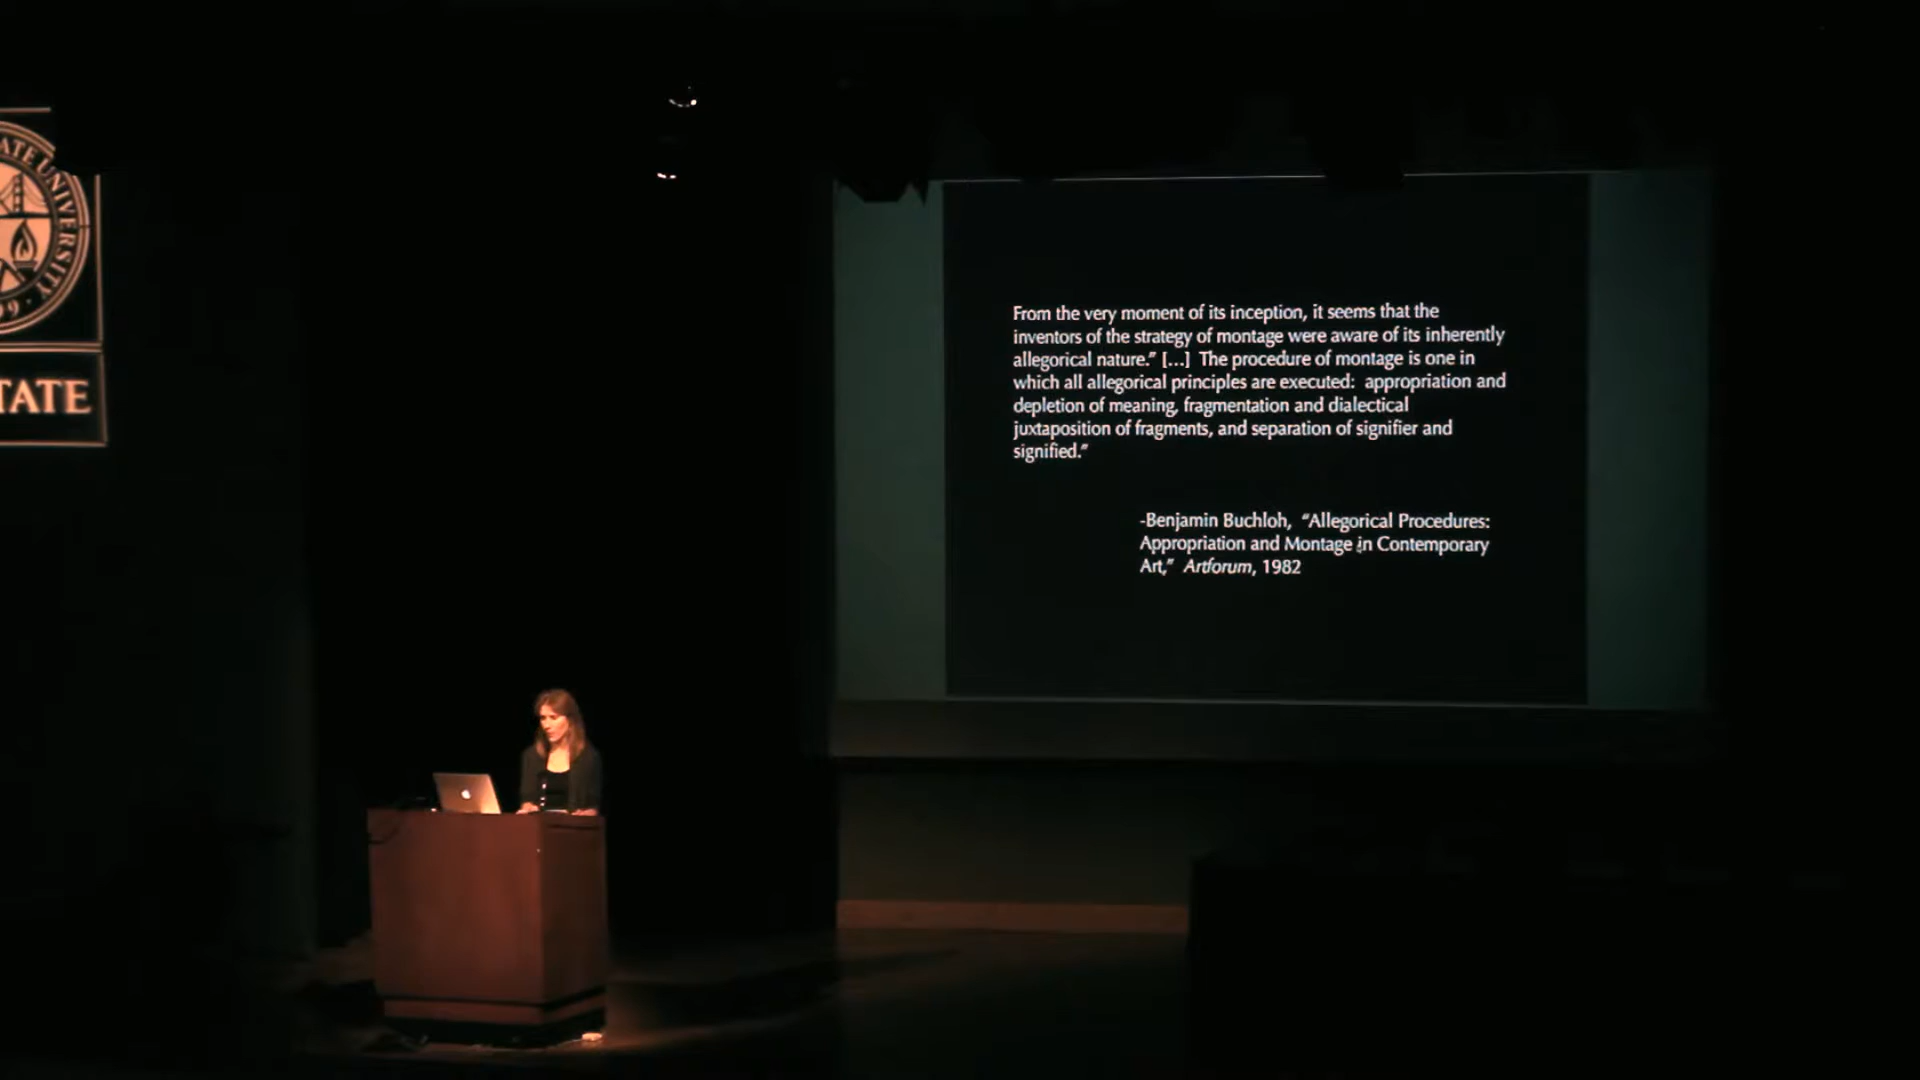 ATE UNIVERSITY
99
TATE
From the very moment of its inception, it seems that the
inventors of the strategy of montage were aware of its inherently
allegorical nature.” [...] The procedure of montage is one in
which all allegorical principles are executed: appropriation and
depletion of meaning, fragmentation and dialectical
juxtaposition of fragments, and separation of signifier and
signified.”
-Benjamin Buchloh, “Allegorical Procedures:
Appropriation and Montage in Contemporary
Art,” Artforum, 1982